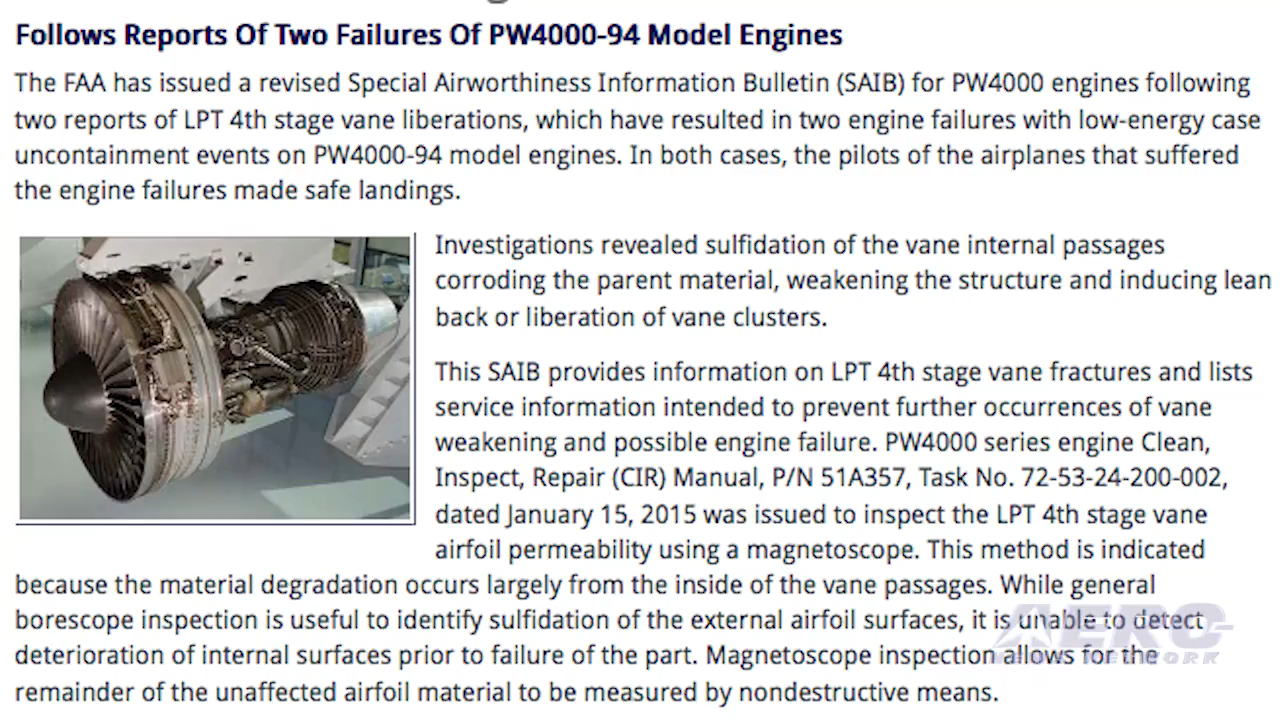 Follows Reports Of Two Failures Of PW4000-94 Model Engines
The FAA has issued a revised Special Airworthiness Information Bulletin (SAIB) for PW4000 engines following
two reports of LPT 4th stage vane liberations, which have resulted in two engine failures with low-energy case
uncontainment events on PW4000-94 model engines. In both cases, the pilots of the airplanes that suffered
the engine failures made safe landings.
Investigations revealed sulfidation of the vane internal passages
corroding the parent material, weakening the structure and inducing lean
back or liberation of vane clusters.
This SAIB provides information on LPT 4th stage vane fractures and lists
service information intended to prevent further occurrences of vane
weakening and possible engine failure. PW4000 series engine Clean,
Inspect, Repair (CIR) Manual, P/N 51A357, Task No. 72-53-24-200-002,
dated January 15, 2015 was issued to inspect the LPT 4th stage vane
airfoil permeability using a magnetoscope. This method is indicated
because the material degradation occurs largely from the inside of the vane passages. While general
borescope inspection is useful to identify sulfidation of the external airfoil surfaces, it is unable to detect
deterioration of internal surfaces prior to failure of the part. Magnetoscope inspection allows for the
remainder of the unaffected airfoil material to be measured by nondestructive means.
AERO
NEWS NETWORK